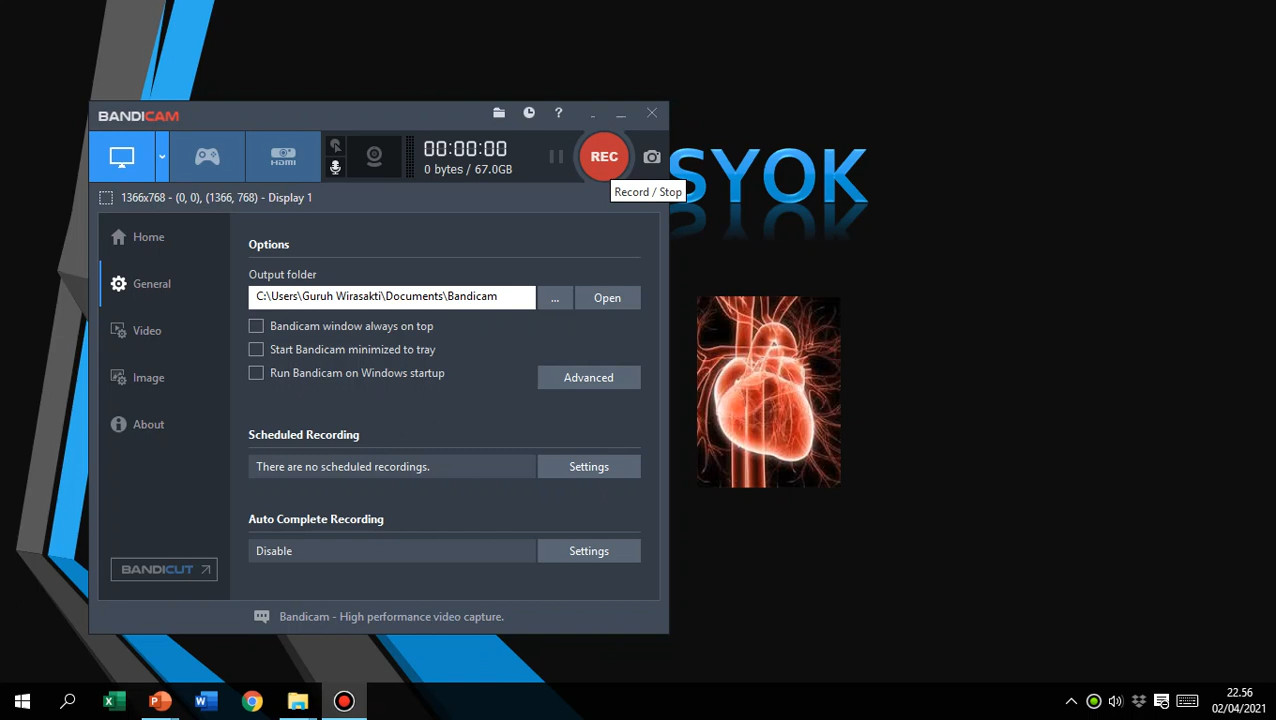 BANDICAM
?
HDMI
00:00:00
0 bytes / 67.0GB
REC
Record / Stop
SYOK
1366x768 - (0, 0), (1366, 768) - Display 1
Home
General
Video
Image
About
BANDICUT
Options
Output folder
C:\Users\Guruh Wirasakti\Documents\Bandicam
...
Open
Bandicam window always on top
Start Bandicam minimized to tray
Run Bandicam on Windows startup
Advanced
Scheduled Recording
There are no scheduled recordings.
Settings
Auto Complete Recording
Disable
Settings
Bandicam - High performance video capture.
22.56
02/04/2021